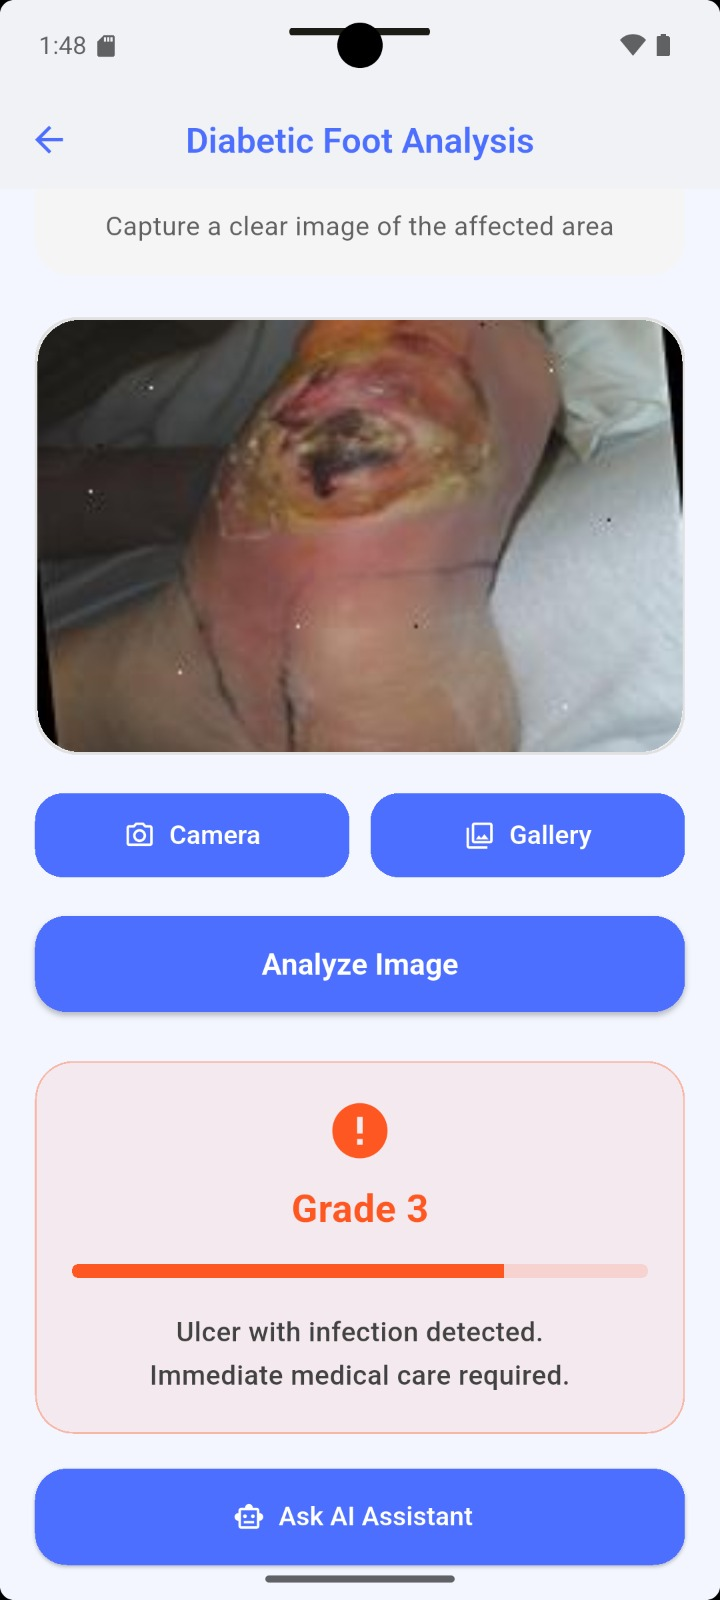 1:48
Diabetic Foot Analysis
Capture a clear image of the affected area
Camera
Gallery
Analyze Image
Grade 3
Ulcer with infection detected.
Immediate medical care required.
Ask AI Assistant